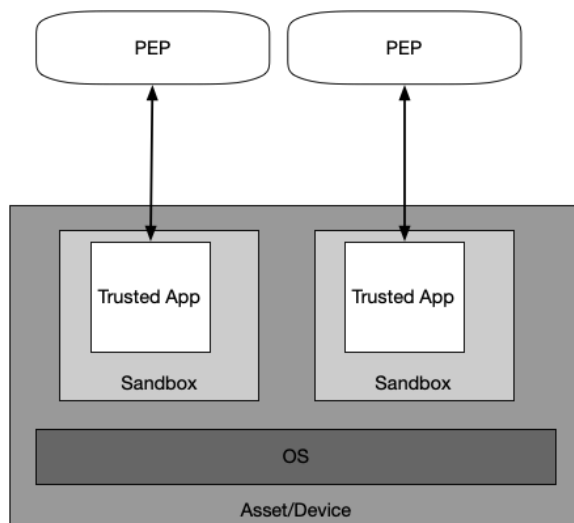 PEP
PEP
Trusted App
Trusted App
Sandbox
Sandbox
OS
Asset/Device